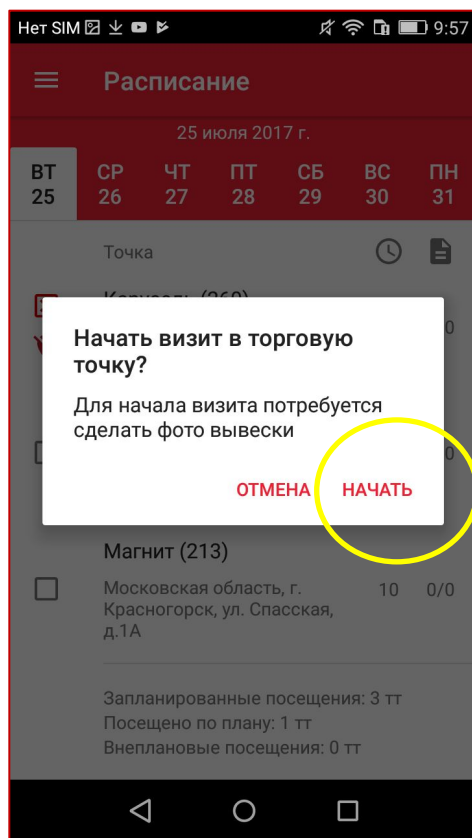 Нет SIM 9:57
Расписание
25 июля 2017 г.
ВТ СР ЧТ ПТ СБ ВС ПН
25 26 27 28 29 30 31
Точка
0
Начать визит в торговую
точку?
Для начала визита потребуется
сделать фото вывески
0
ОТМЕНА НАЧАТЬ
Магнит (213)
Московская область, г. 10 0/0
Красногорск, ул. Спасская,
д.1А
Запланированные посещения: 3 тт
Посещено по плану: 1 тт
Внеплановые посещения: 0 тт